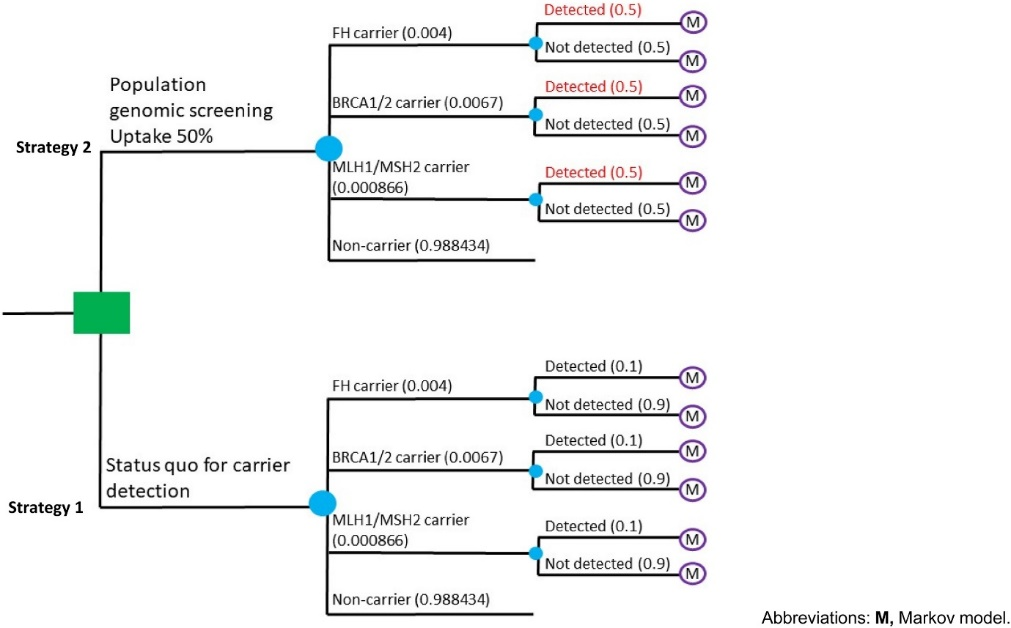 Detected (0.5)
M
FH carrier (0.004)
Not detected (0.5)
M
Population
genomic screening
Uptake 50%
Detected (0.5)
M
BRCA1/2 carrier (0.0067)
Not detected (0.5)
M
Strategy 2
MLH1/MSH2 carrier
(0.000866)
Detected (0.5)
M
Not detected (0.5)
M
Non-carrier (0.988434)
Detected (0.1)
M
FH carrier (0.004)
Not detected (0.9)
M
Detected (0.1)
M
BRCA1/2 carrier (0.0067)
Not detected (0.9)
M
Status quo for carrier
detection
Strategy 1
MLH1/MSH2 carrier
(0.000866)
Detected (0.1)
M
Not detected (0.9)
M
Non-carrier (0.988434)
Abbreviations: M, Markov model.